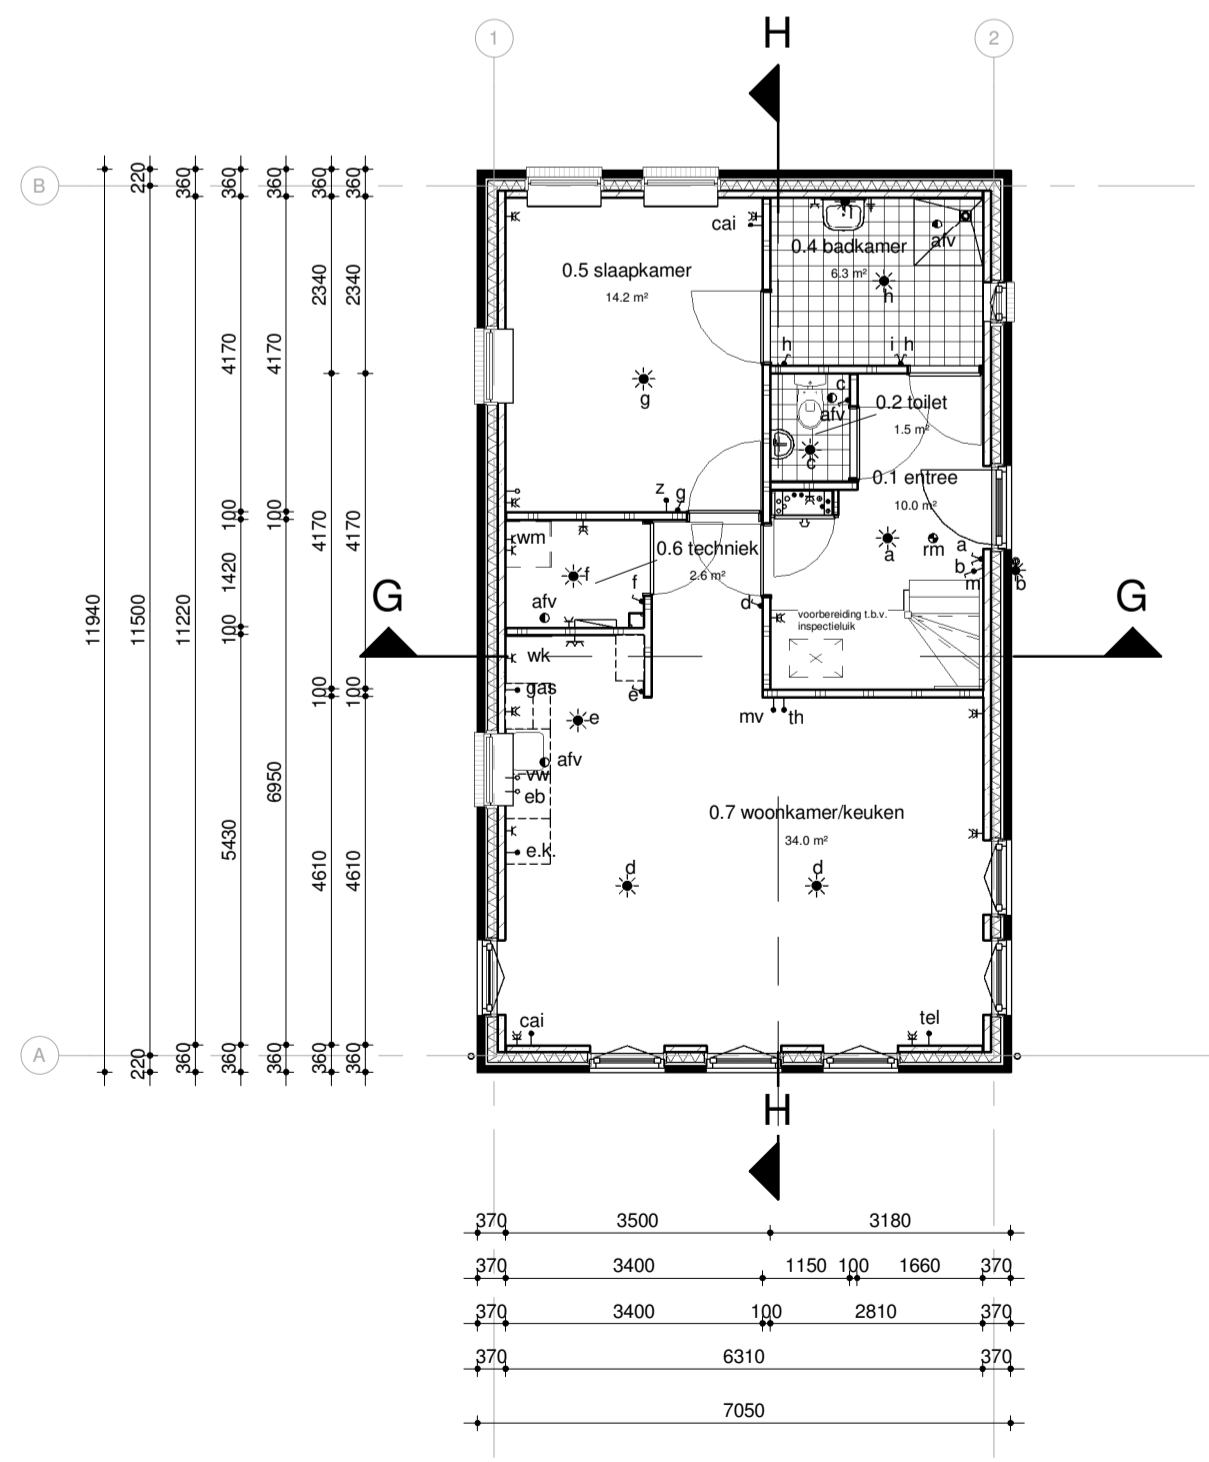 H
1
2
B
220
360
360
360
360
360
cai
0.4 badkamer
6.3 m²
afv
h
0.5 slaapkamer
14.2 m²
2340
2340
4170
4170
h
i
h
g
c
afv
0.2 toilet
1.5 m²
c
0.1 entree
10.0 m²
z
g
100
100
4170
4170
wm
0.6 techniek
2.6 m²
a
rm
a
b
m
b
1420
f
f
afv
d
voorbereiding t.b.v.
inspectieluik
G
G
11940
11500
11220
100
wk
gas
e
100
100
e
mv
th
afv
vw
eb
6950
0.7 woonkamer/keuken
34.0 m²
5430
e.k.
4610
4610
d
d
cai
tel
A
220
360
360
360
360
360
H
370
3500
3180
370
3400
1150
100
1660
370
370
3400
100
2810
370
370
6310
370
7050